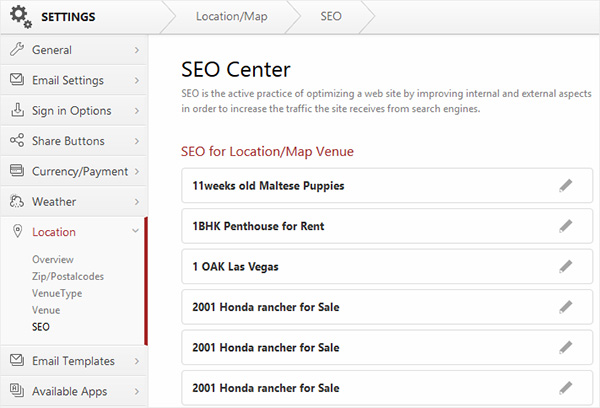 SETTINGS
Location/Map
SEO
General
Email Settings
Sign in Options
Share Buttons
Currency/Payment
Weather
Location
Overview
Zip/Postalcodes
VenueType
Venue
SEO
Email Templates
Available Apps
SEO Center
SEO is the active practice of optimizing a web site by improving internal and external aspects
in order to increase the traffic the site receives from search engines.
SEO for Location/Map Venue
11weeks old Maltese Puppies
1BHK Penthouse for Rent
1 OAK Las Vegas
2001 Honda rancher for Sale
2001 Honda rancher for Sale
2001 Honda rancher for Sale